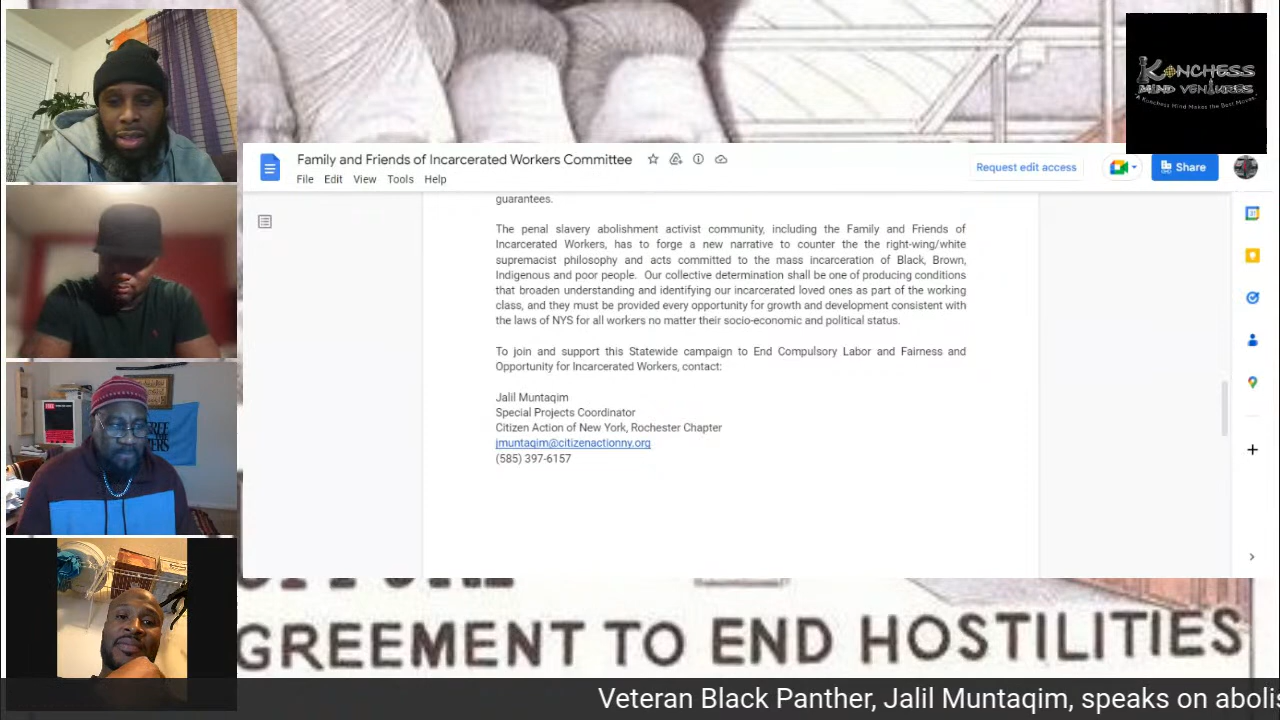 KONCHESS
MIND VENTURES
"A Konchess Mind Makes the Best Moves."
Family and Friends of Incarcerated Workers Committee
File Edit View Tools Help
Request edit access
Share
guarantees.
The penal slavery abolishment activist community, including the Family and Friends of
Incarcerated Workers, has to forge a new narrative to counter the the right-wing/white
supremacist philosophy and acts committed to the mass incarceration of Black, Brown,
Indigenous and poor people. Our collective determination shall be one of producing conditions
that broaden understanding and identifying our incarcerated loved ones as part of the working
class, and they must be provided every opportunity for growth and development consistent with
the laws of NYS for all workers no matter their socio-economic and political status.
To join and support this Statewide campaign to End Compulsory Labor and Fairness and
Opportunity for Incarcerated Workers, contact:
Jalil Muntaqim
Special Projects Coordinator
Citizen Action of New York, Rochester Chapter
jmuntaqim@citizenactionny.org
(585) 397-6157
GREEMENT TO END HOSTILITIES
Veteran Black Panther, Jalil Muntaqim, speaks on abolis